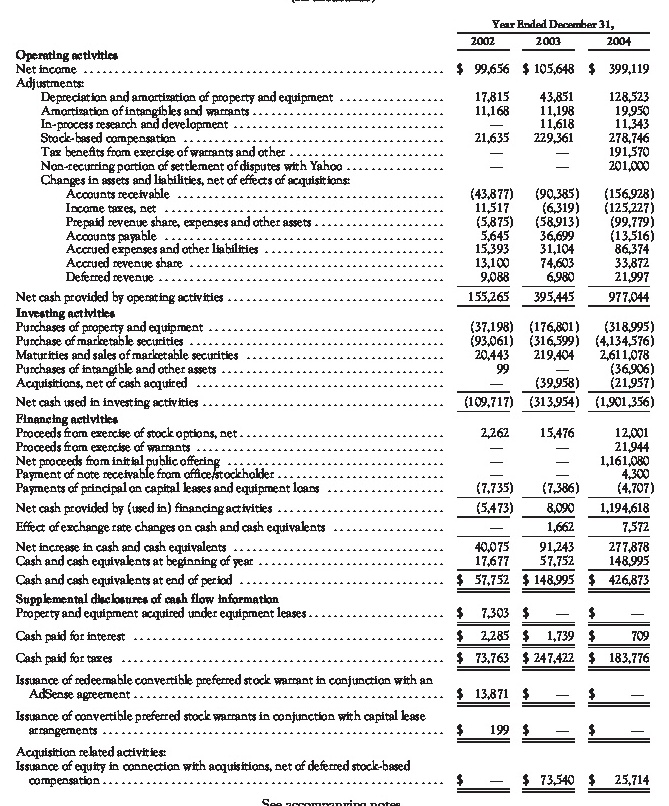 Year Ended December 31,
2002 2003 2004
Operating activities
Net income $ 99,656 $ 105,648 $ 399,119
Adjustments:
Depreciation and amortization of property and equipment 17,815 43,851 128,523
Amortization of intangibles and warrants 11,168 11,198 19,950
In-process research and development — 11,618 11,343
Stock-based compensation 21,635 229,361 278,746
Tax benefits from exercise of warrants and other — — 191,570
Non-recurring portion of settlement of disputes with Yahoo — — 201,000
Changes in assets and liabilities, net of effects of acquisitions:
Accounts receivable (43,877) (90,385) (156,928)
Income taxes, net 11,517 (6,319) (125,227)
Prepaid revenue share, expenses and other assets (5,875) (58,913) (99,779)
Accounts payable 5,645 36,699 (13,516)
Accrued expenses and other liabilities 15,393 31,104 86,374
Accrued revenue share 13,100 74,603 33,872
Deferred revenue 9,088 6,980 21,997
Net cash provided by operating activities 155,265 395,445 977,044
Investing activities
Purchases of property and equipment (37,198) (176,801) (318,995)
Purchase of marketable securities (93,061) (316,599) (4,134,576)
Maturities and sales of marketable securities 20,443 219,404 2,611,078
Purchases of intangible and other assets 99 — (36,906)
Acquisitions, net of cash acquired — (39,958) (21,957)
Net cash used in investing activities (109,717) (313,954) (1,901,356)
Financing activities
Proceeds from exercise of stock options, net 2,262 15,476 12,001
Proceeds from exercise of warrants — — 21,944
Net proceeds from initial public offering — — 1,161,080
Payment of note receivable from office/stockholder — — 4,300
Payments of principal on capital leases and equipment loans (7,735) (7,386) (4,707)
Net cash provided by (used in) financing activities (5,473) 8,090 1,194,618
Effect of exchange rate changes on cash and cash equivalents — 1,662 7,572
Net increase in cash and cash equivalents 40,075 91,243 277,878
Cash and cash equivalents at beginning of year 17,677 57,752 148,995
Cash and cash equivalents at end of period $ 57,752 $ 148,995 $ 426,873
Supplemental disclosures of cash flow information
Property and equipment acquired under equipment leases $ 7,303 $ — $ —
Cash paid for interest $ 2,285 $ 1,739 $ 709
Cash paid for taxes $ 73,763 $ 247,422 $ 183,776
Issuance of redeemable convertible preferred stock warrant in conjunction with an
AdSense agreement $ 13,871 $ — $ —
Issuance of convertible preferred stock warrants in conjunction with capital lease
arrangements $ 199 $ — $ —
Acquisition related activities:
Issuance of equity in connection with acquisitions, net of deferred stock-based
compensation $ — $ 73,540 $ 25,714
See accompanying notes